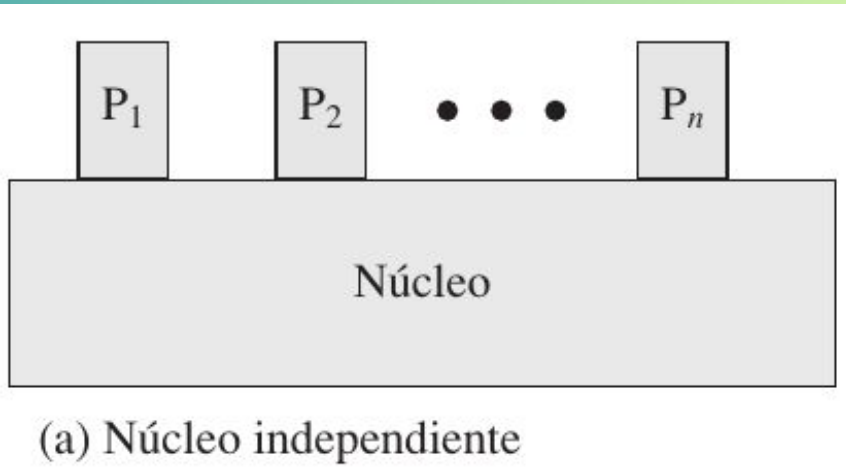 P₁ P₂ • • • Pₙ
Núcleo
(a) Núcleo independiente